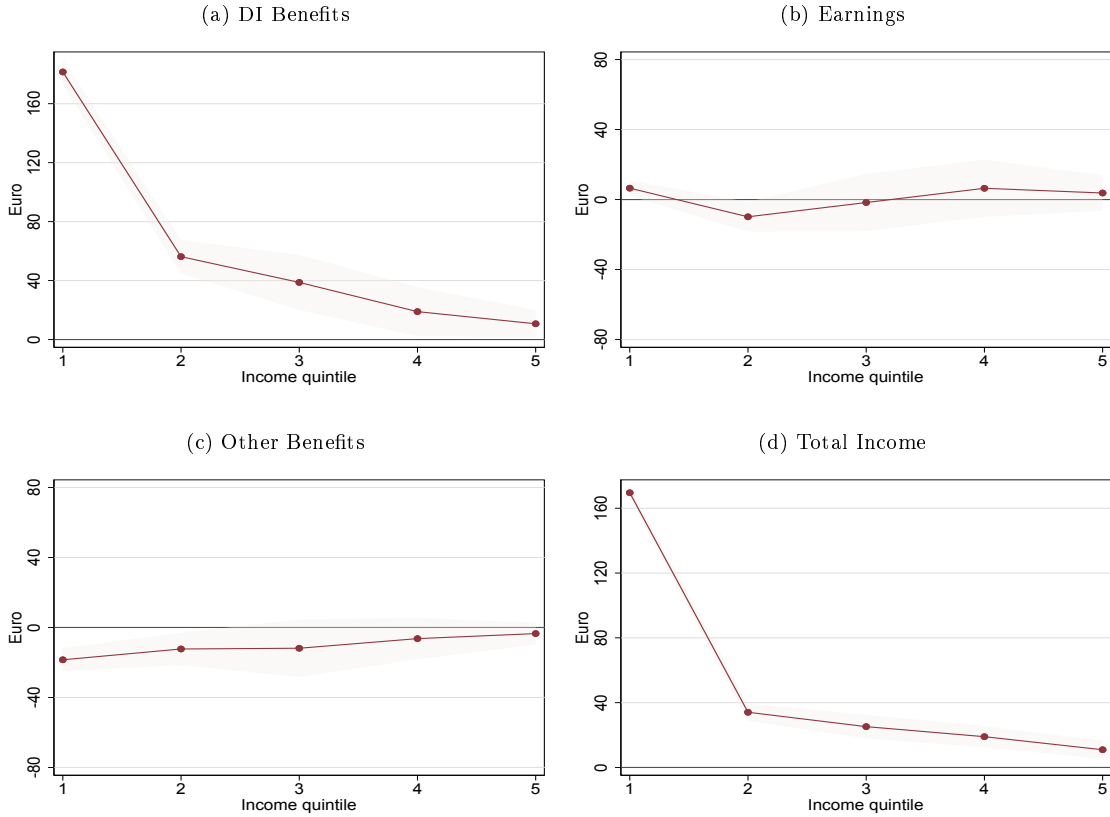 (a) DI Benefits
Euro
160
120
80
40
0
1 2 3 4 5
Income quintile
(b) Earnings
Euro
80
40
0
-40
-80
1 2 3 4 5
Income quintile
(c) Other Benefits
Euro
80
40
0
-40
-80
1 2 3 4 5
Income quintile
(d) Total Income
Euro
160
120
80
40
0
1 2 3 4 5
Income quintile